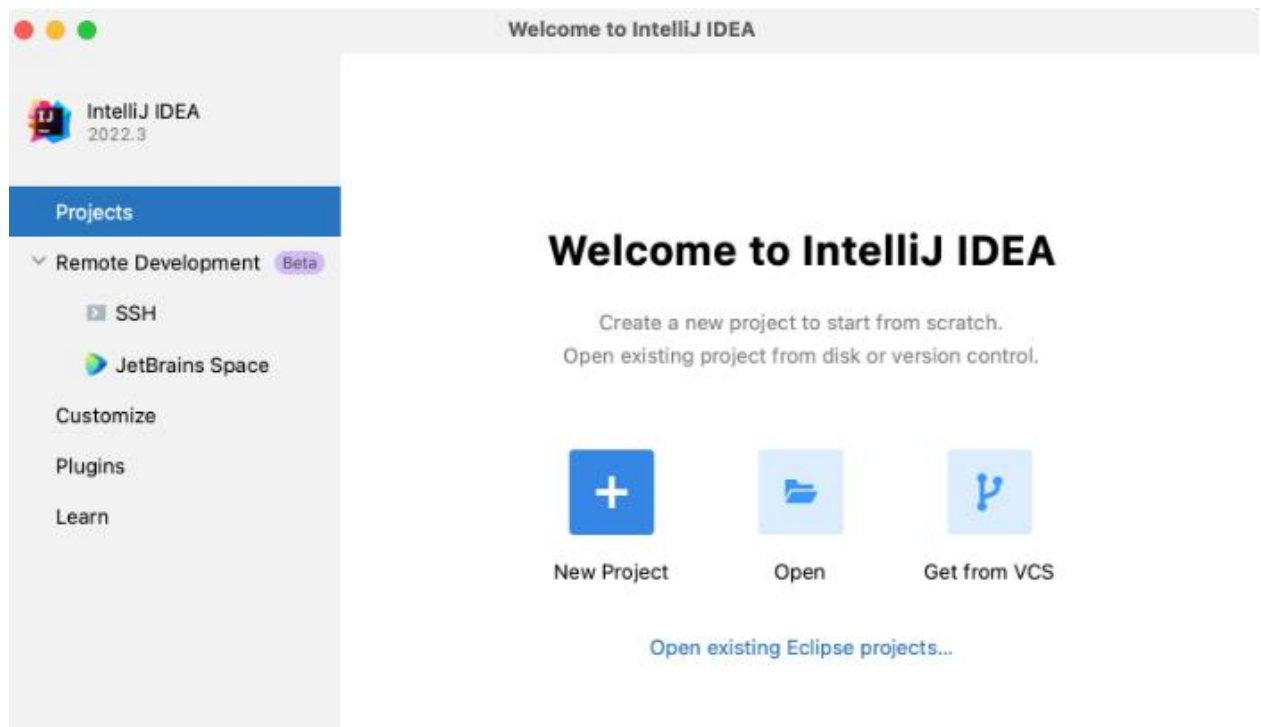 Welcome to IntelliJ IDEA
IJ
IntelliJ IDEA
2022.3
Projects
Remote Development Beta
SSH
JetBrains Space
Customize
Plugins
Learn
Welcome to IntelliJ IDEA
Create a new project to start from scratch.
Open existing project from disk or version control.
New Project Open Get from VCS
Open existing Eclipse projects...